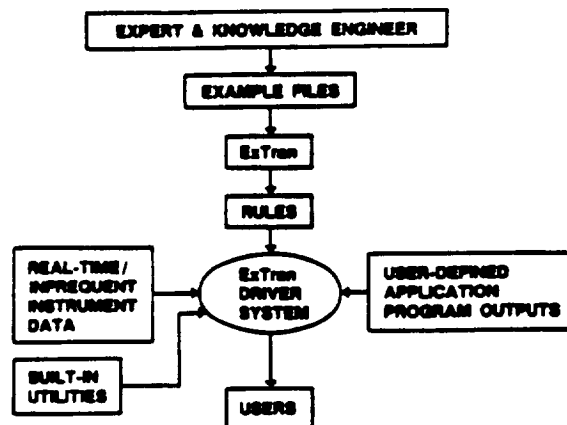 EXPERT & KNOWLEDGE ENGINEER
EXAMPLE FILES
ExTran
RULES
REAL-TIME/
INFREQUENT
INSTRUMENT
DATA
ExTran
DRIVER
SYSTEM
USER-DEFINED
APPLICATION
PROGRAM OUTPUTS
BUILT-IN
UTILITIES
USERS